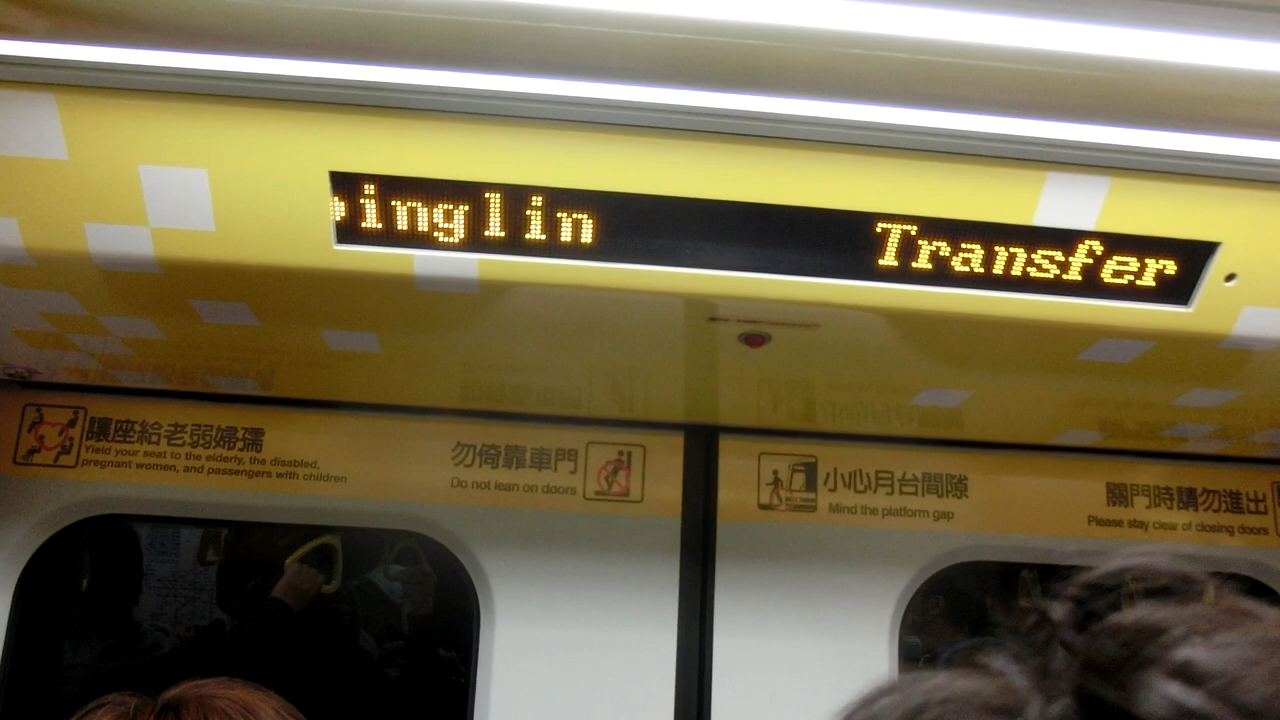 inglin Transfer
讓座給老弱婦孺
Yield your seat to the elderly, the disabled,
pregnant women, and passengers with children
勿倚靠車門
Do not lean on doors
小心月台間隙
Mind the platform gap
關門時請勿進出
Please stay clear of closing doors